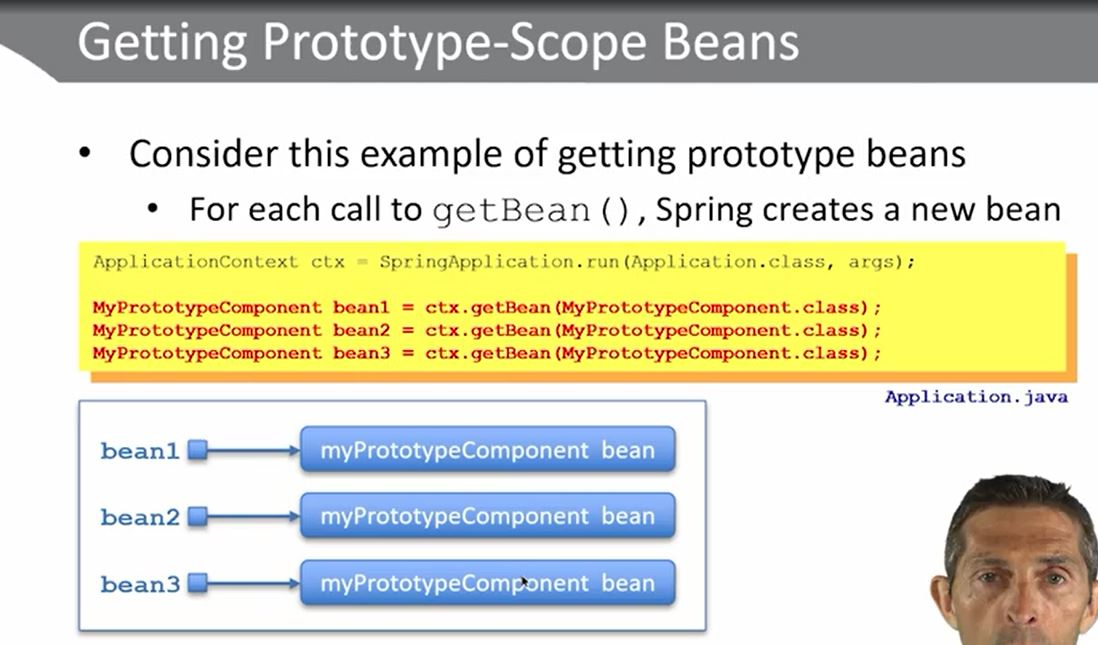 Getting Prototype-Scope Beans
• Consider this example of getting prototype beans
• For each call to getBean(), Spring creates a new bean
ApplicationContext ctx = SpringApplication.run(Application.class, args);
MyPrototypeComponent bean1 = ctx.getBean(MyPrototypeComponent.class);
MyPrototypeComponent bean2 = ctx.getBean(MyPrototypeComponent.class);
MyPrototypeComponent bean3 = ctx.getBean(MyPrototypeComponent.class);
Application.java
bean1 myPrototypeComponent bean
bean2 myPrototypeComponent bean
bean3 myPrototypeComponent bean